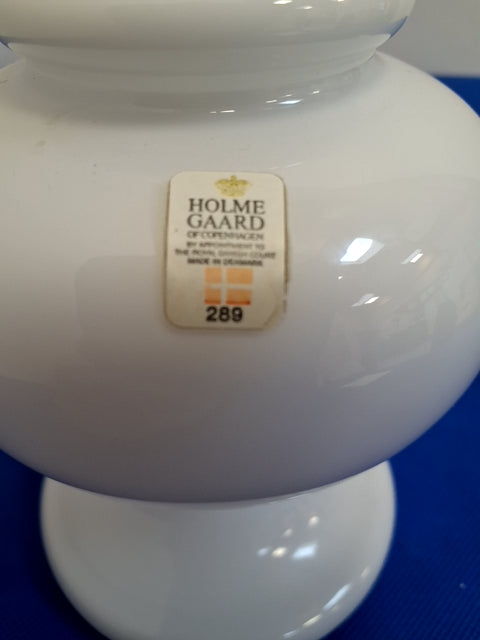 HOLME
GAARD
OF COPENHAGEN
BY APPOINTMENT TO
THE ROYAL DANISH COURT
MADE IN DENMARK
289